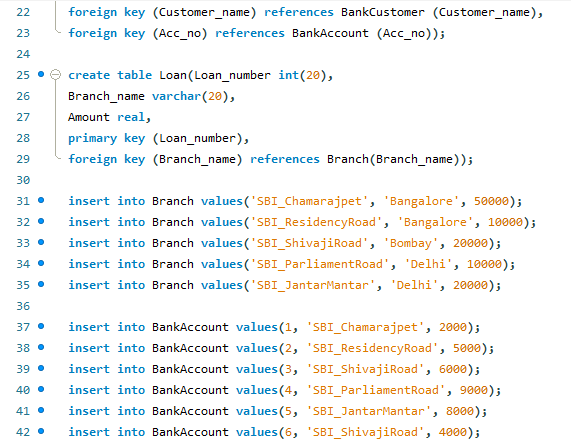 22 foreign key (Customer_name) references BankCustomer (Customer_name),
23 foreign key (Acc_no) references BankAccount (Acc_no));
24
25 create table Loan(Loan_number int(20),
26 Branch_name varchar(20),
27 Amount real,
28 primary key (Loan_number),
29 foreign key (Branch_name) references Branch(Branch_name));
30
31 insert into Branch values('SBI_Chamarajpet', 'Bangalore', 50000);
32 insert into Branch values('SBI_ResidencyRoad', 'Bangalore', 10000);
33 insert into Branch values('SBI_ShivajiRoad', 'Bombay', 20000);
34 insert into Branch values('SBI_ParliamentRoad', 'Delhi', 10000);
35 insert into Branch values('SBI_JantarMantar', 'Delhi', 20000);
36
37 insert into BankAccount values(1, 'SBI_Chamarajpet', 2000);
38 insert into BankAccount values(2, 'SBI_ResidencyRoad', 5000);
39 insert into BankAccount values(3, 'SBI_ShivajiRoad', 6000);
40 insert into BankAccount values(4, 'SBI_ParliamentRoad', 9000);
41 insert into BankAccount values(5, 'SBI_JantarMantar', 8000);
42 insert into BankAccount values(6, 'SBI_ShivajiRoad', 4000);